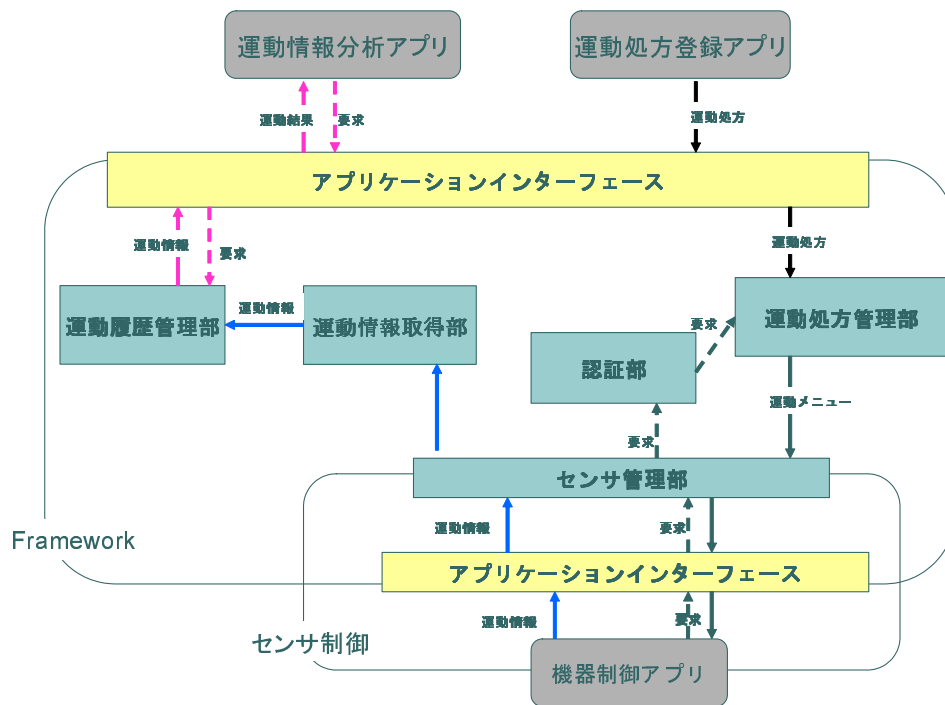 運動情報分析アプリ
運動処方登録アプリ
運動結果
要求
運動処方
アプリケーションインターフェース
運動情報
要求
運動処方
運動履歴管理部
運動情報
運動情報取得部
認証部
要求
運動処方管理部
運動メニュー
要求
センサ管理部
Framework
運動情報
要求
アプリケーションインターフェース
センサ制御
運動情報
要求
機器制御アプリ